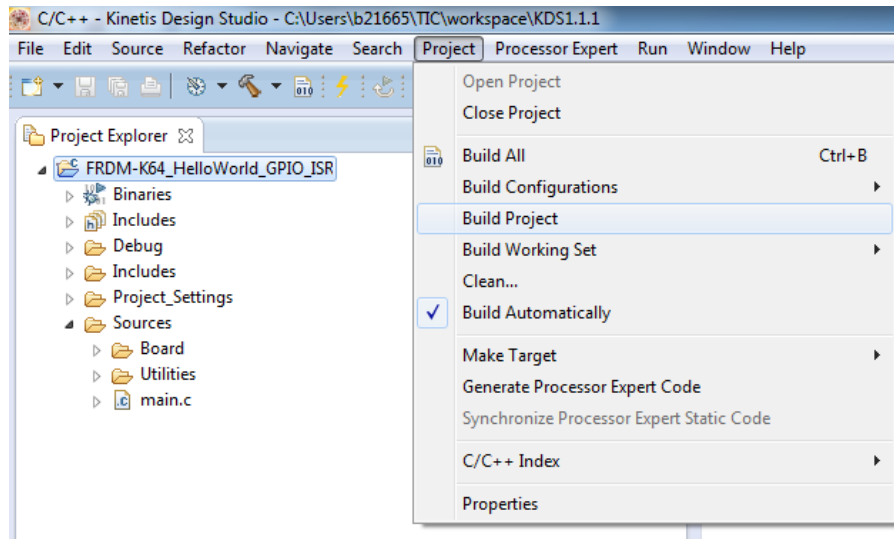 C/C++ - Kinetis Design Studio - C:\Users\b21665\TIC\workspace\KDS1.1.1
File Edit Source Refactor Navigate Search Project Processor Expert Run Window Help
Project Explorer
FRDM-K64_HelloWorld_GPIO_ISR
Binaries
Includes
Debug
Includes
Project_Settings
Sources
Board
Utilities
main.c
Open Project
Close Project
Build All Ctrl+B
Build Configurations
Build Project
Build Working Set
Clean...
Build Automatically
Make Target
Generate Processor Expert Code
Synchronize Processor Expert Static Code
C/C++ Index
Properties